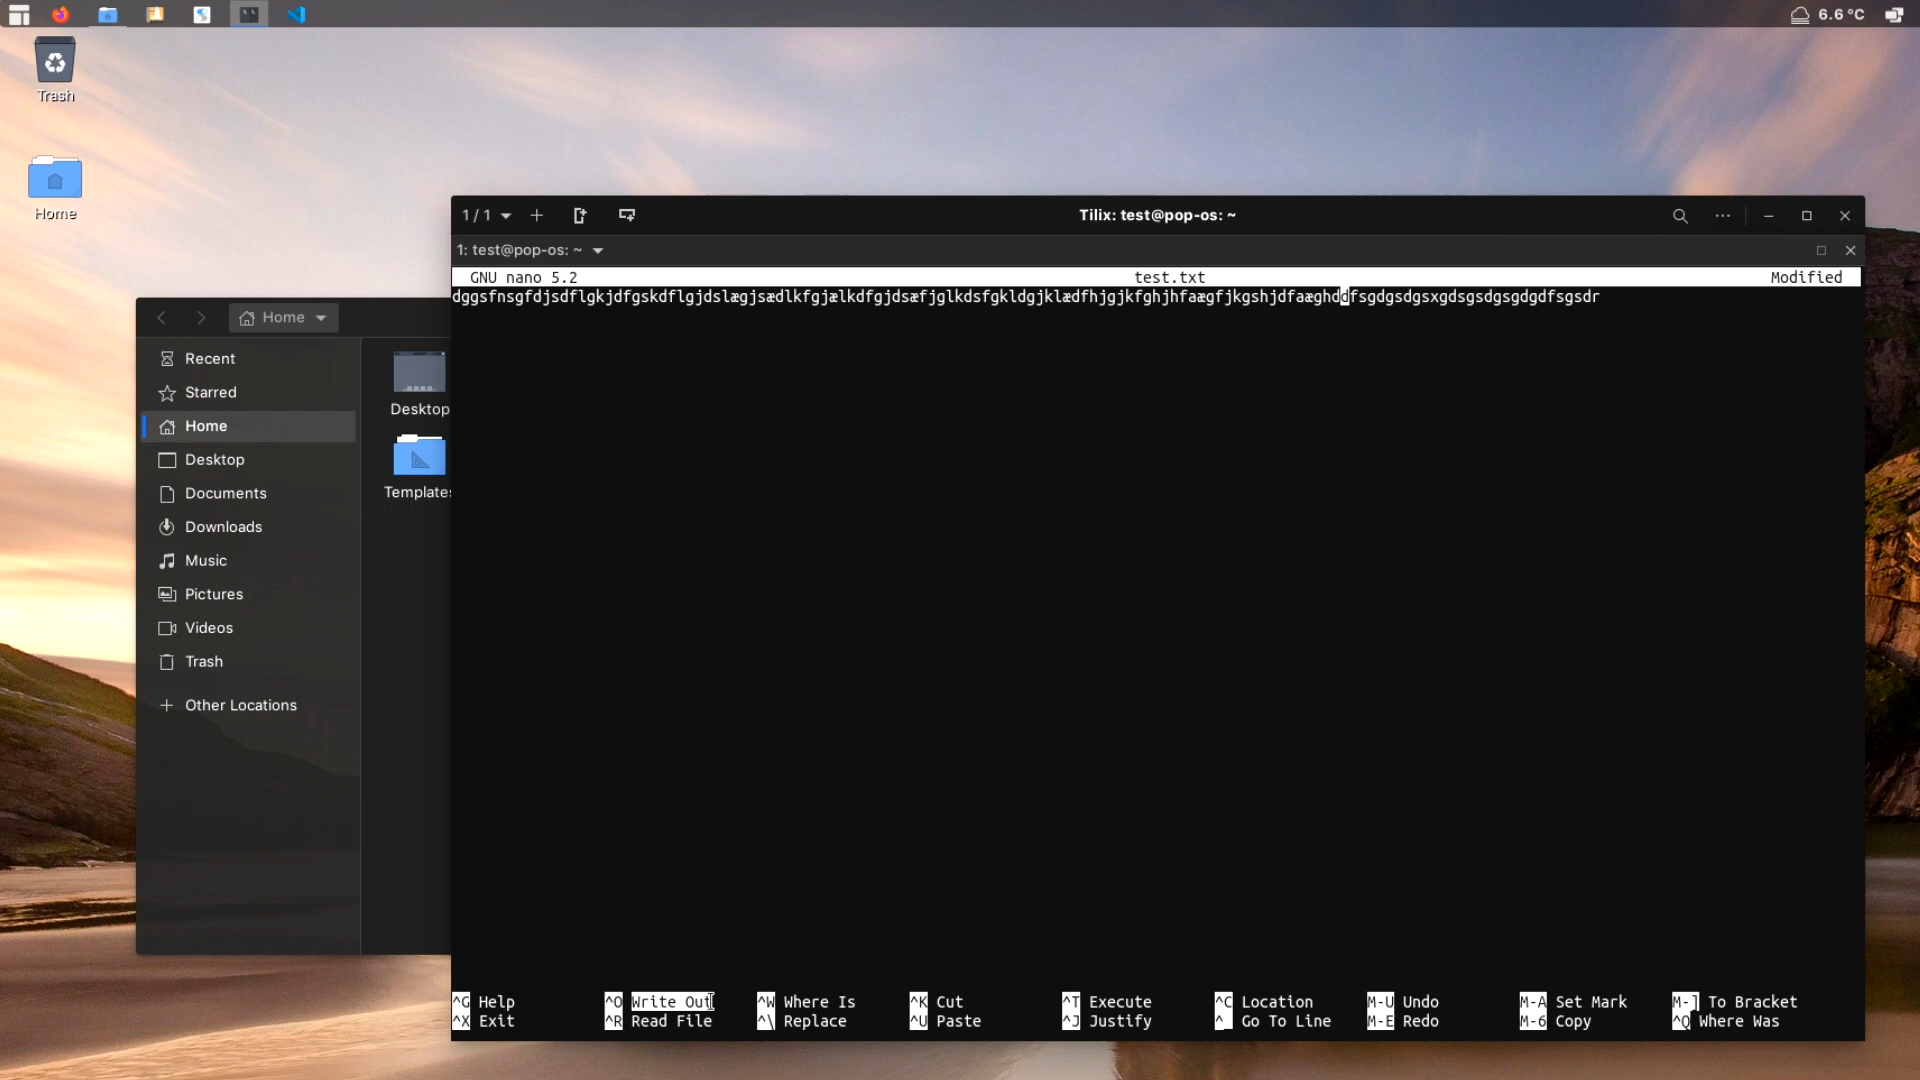 6.6 °C
Trash
Home
Home
Recent
Starred
Home
Desktop
Documents
Downloads
Music
Pictures
Videos
Trash
Other Locations
Desktop
Templates
1 / 1
Tilix: test@pop-os: ~
1: test@pop-os: ~
GNU nano 5.2 test.txt Modified
dggsfnsgfdjsdflgkjdfgskdflgjdslægjsædlkfgjælkdfgjdsæfjglkdsfgkldgjklædfhjgjkfghjhfaægfjkgshjdfaæghddfsgdgsdgsxgdsgsdgsgdgdfsgsdr
^G Help ^O Write Out ^W Where Is ^K Cut ^T Execute ^C Location M-U Undo M-A Set Mark M-] To Bracket
^X Exit ^R Read File ^\ Replace ^U Paste ^J Justify ^_ Go To Line M-E Redo M-6 Copy ^Q Where Was